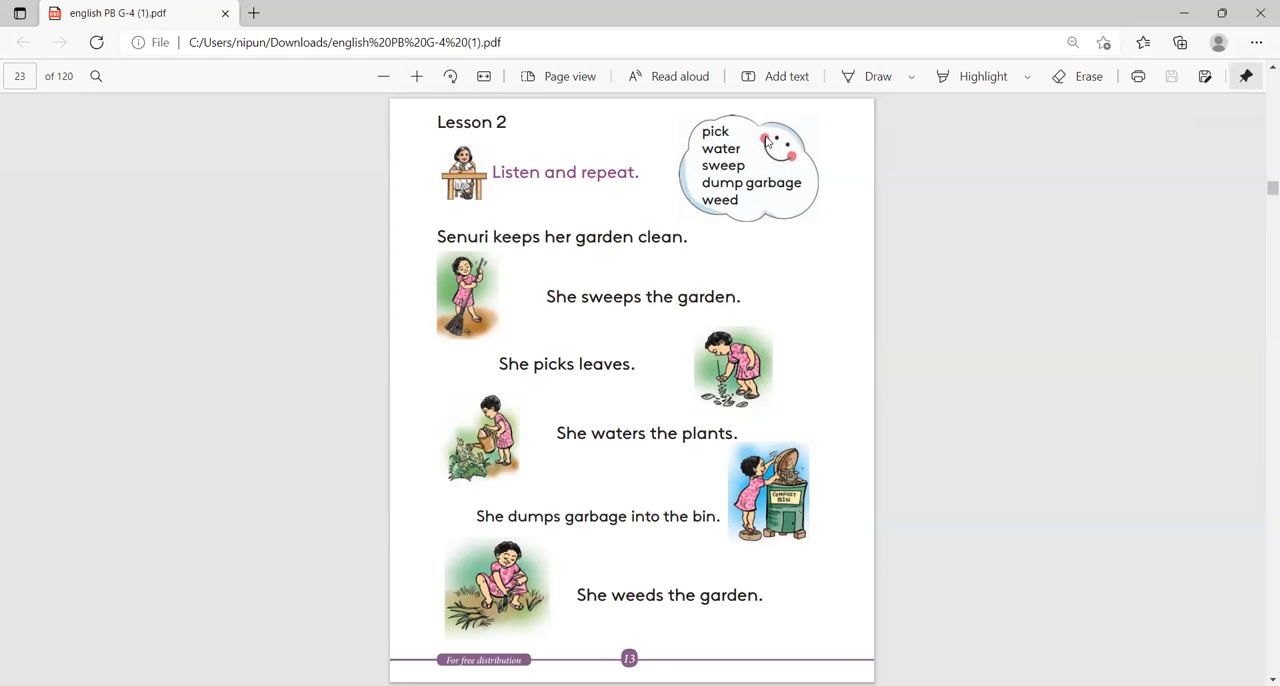 english PB G-4 (1).pdf
File
C:/Users/nipun/Downloads/english%20PB%20G-4%20(1).pdf
23 of 120
Page view
Read aloud
Add text
Draw
Highlight
Erase
Lesson 2
Listen and repeat.
pick
water
sweep
dump garbage
weed
Senuri keeps her garden clean.
She sweeps the garden.
She picks leaves.
She waters the plants.
COMPOST
BIN
She dumps garbage into the bin.
She weeds the garden.
For free distribution
13